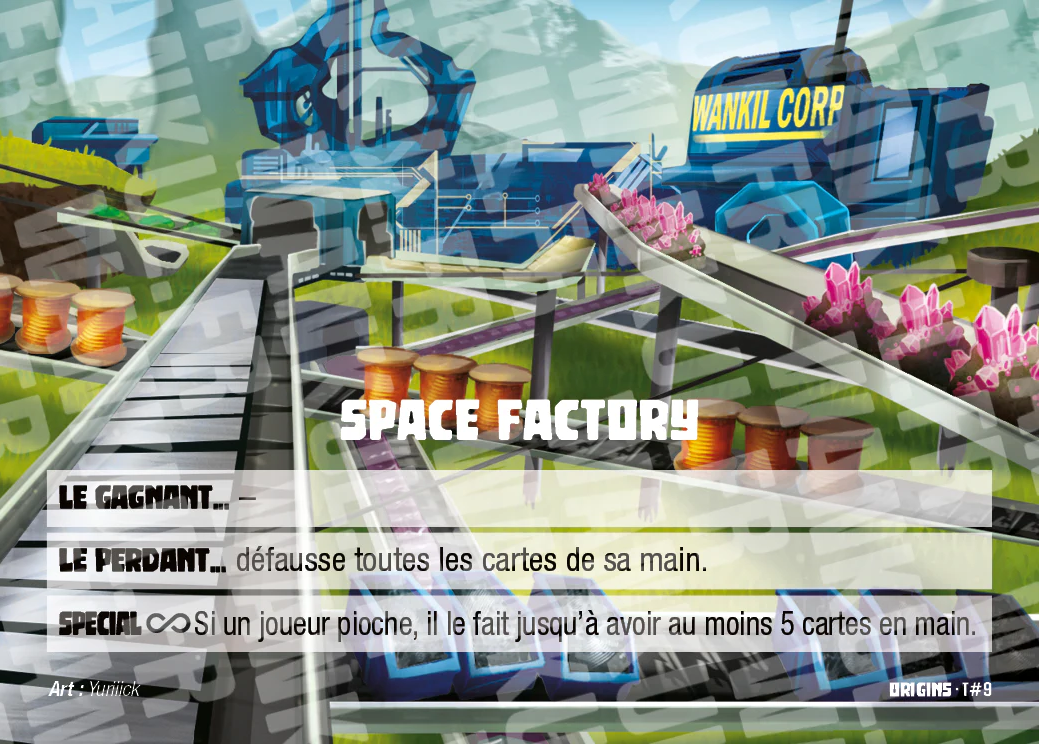 WANKIL CORP
SPACE FACTORY
LE GAGNANT... –
LE PERDANT... défausse toutes les cartes de sa main.
SPECIAL ∞ Si un joueur pioche, il le fait jusqu'à avoir au moins 5 cartes en main.
Art : Yuniick
ORIGINS · T#9